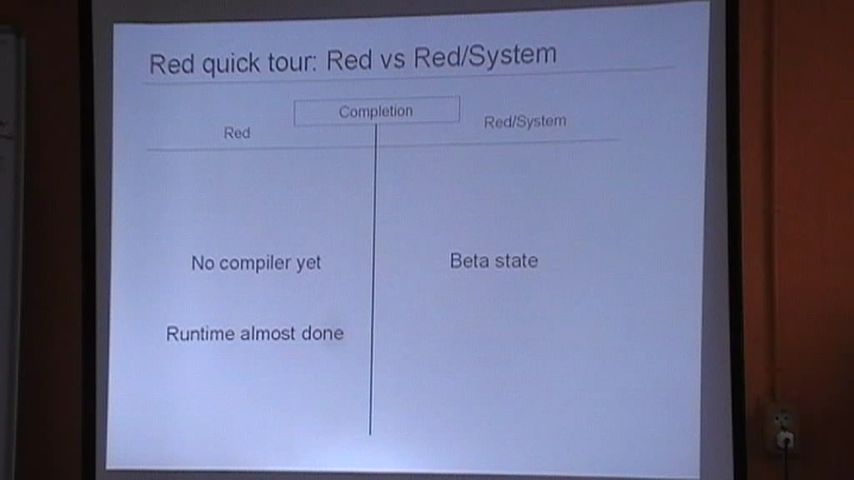 Red quick tour: Red vs Red/System
Completion
Red
Red/System
No compiler yet
Beta state
Runtime almost done